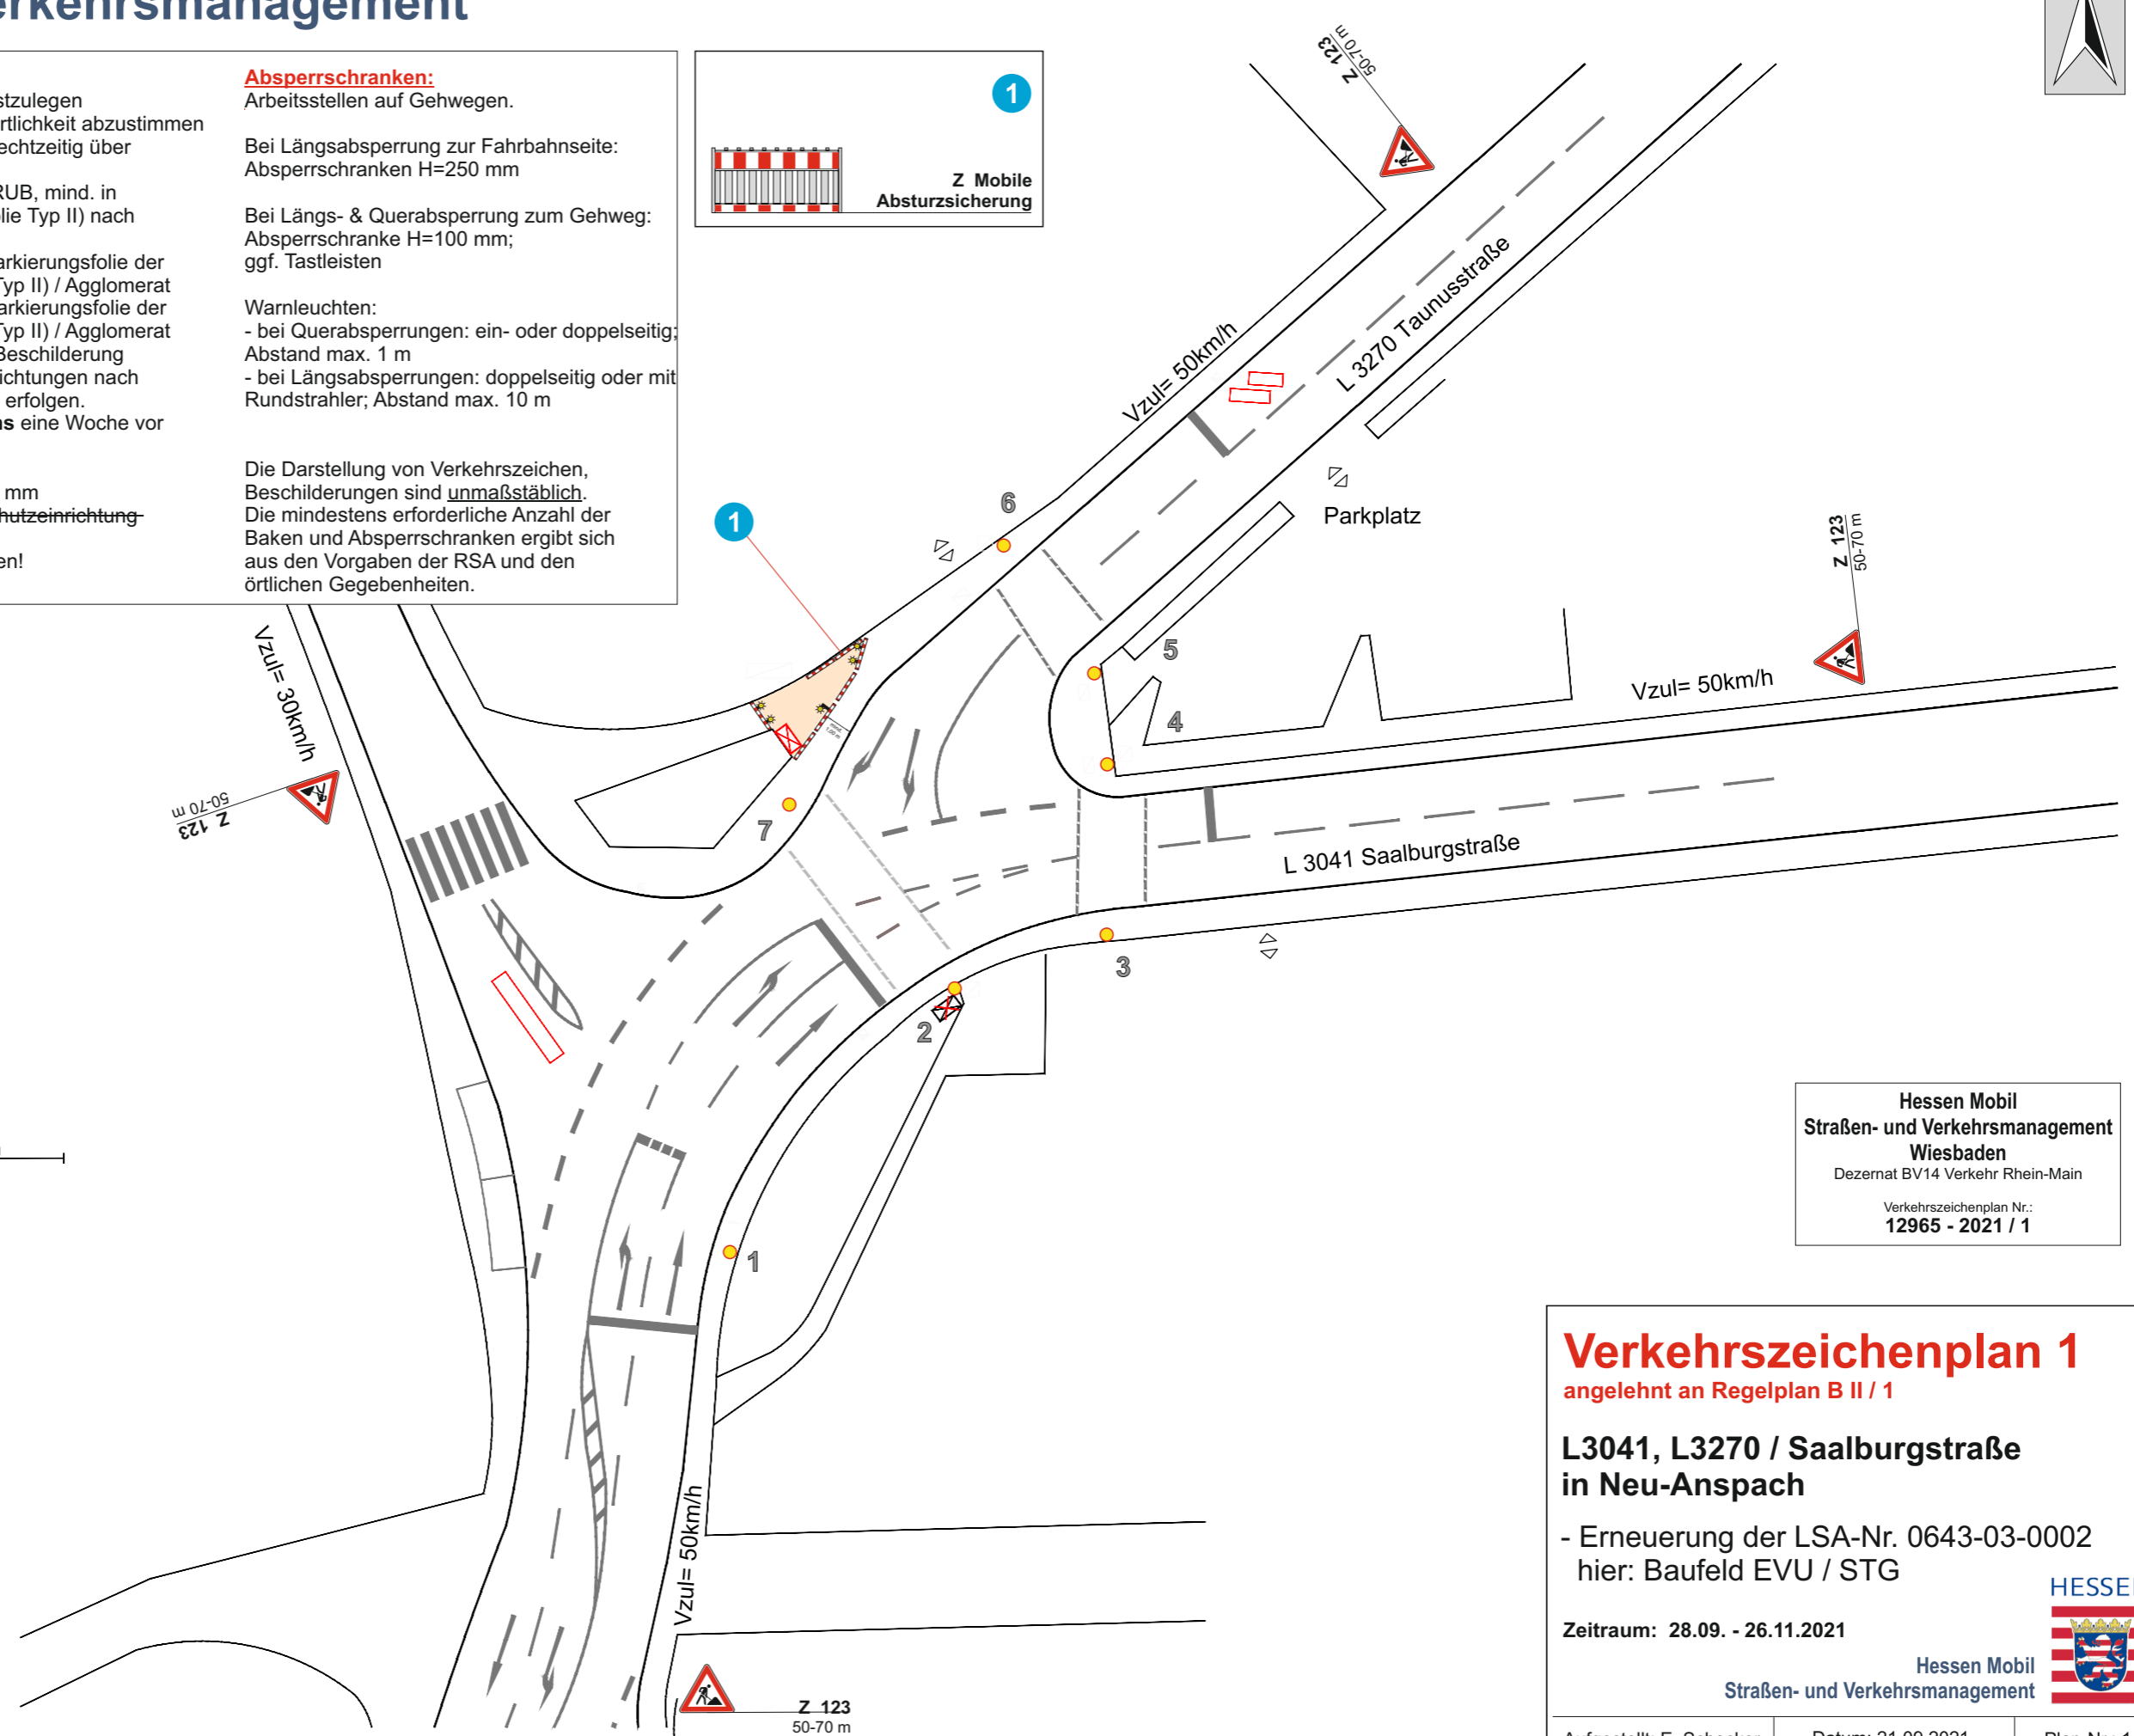 erkehrsmanagement
stzulegen
rtlichkeit abzustimmen
echtzeitig über
RUB, mind. in
olie Typ II) nach
arkierungsfolie der
Typ II) / Agglomerat
arkierungsfolie der
Typ II) / Agglomerat
Beschilderung
ichtungen nach
erfolgen.
ns eine Woche vor
mm
hutzeinrichtung
en!
Absperrschranken:
Arbeitsstellen auf Gehwegen.
Bei Längsabsperrung zur Fahrbahnseite:
Absperrschranken H=250 mm
Bei Längs- & Querabsperrung zum Gehweg:
Absperrschranke H=100 mm;
ggf. Tastleisten
Warnleuchten:
- bei Querabsperrungen: ein- oder doppelseitig;
Abstand max. 1 m
- bei Längsabsperrungen: doppelseitig oder mit
Rundstrahler; Abstand max. 10 m
Die Darstellung von Verkehrszeichen,
Beschilderungen sind unmaßstäblich.
Die mindestens erforderliche Anzahl der
Baken und Absperrschranken ergibt sich
aus den Vorgaben der RSA und den
örtlichen Gegebenheiten.
1
Z Mobile
Absturzsicherung
Z 123
50-70 m
Vzul= 50km/h
L 3270 Taunusstraße
Parkplatz
1
6
5
4
Z 123
50-70 m
Vzul= 50km/h
Vzul= 30km/h
Z 123
50-70 m
7
L 3041 Saalburgstraße
3
2
1
Vzul= 50km/h
Z 123
50-70 m
Hessen Mobil
Straßen- und Verkehrsmanagement
Wiesbaden
Dezernat BV14 Verkehr Rhein-Main
Verkehrszeichenplan Nr.:
12965 - 2021 / 1
Verkehrszeichenplan 1
angelehnt an Regelplan B II / 1
L3041, L3270 / Saalburgstraße
in Neu-Anspach
- Erneuerung der LSA-Nr. 0643-03-0002
hier: Baufeld EVU / STG
HESSE
Zeitraum: 28.09. - 26.11.2021
Hessen Mobil
Straßen- und Verkehrsmanagement